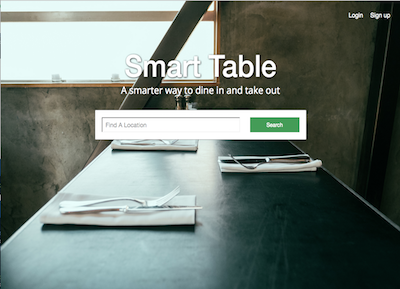 Login Sign up
Smart Table
A smarter way to dine in and take out
Find A Location
Search